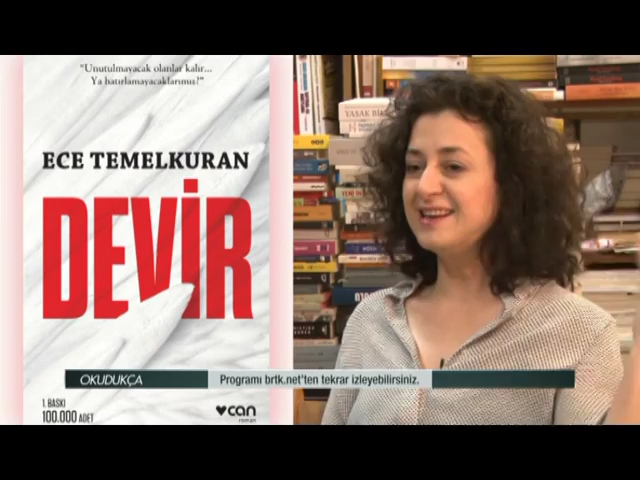 "Unutulmayacak olanlar kalır...
Ya hatırlamayacaklarımız?"
ECE TEMELKURAN
DEVİR
1. BASKI
100.000 ADET
can
roman
YASAK
OKUDUKÇA
Programı brtk.net'ten tekrar izleyebilirsiniz.